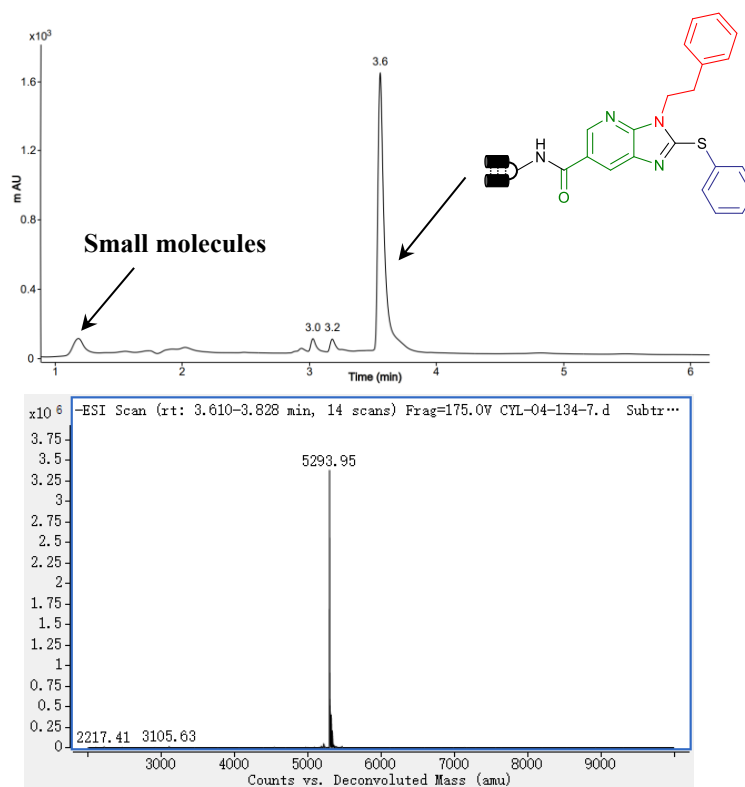 x10³
3.6
1.6
1.2
0.8
0.4
0
m AU
Small molecules
3.0 3.2
1 2 3 4 5 6
Time (min)
N
N
N
S
H
N
O
x10 6
-ESI Scan (rt: 3.610-3.828 min, 14 scans) Frag=175.0V CYL-04-134-7.d Subtr⋯
5293.95
3.75
3.5
3.25
3
2.75
2.5
2.25
2
1.75
1.5
1.25
1
0.75
0.5
0.25
0
2217.41 3105.63
3000 4000 5000 6000 7000 8000 9000
Counts vs. Deconvoluted Mass (amu)